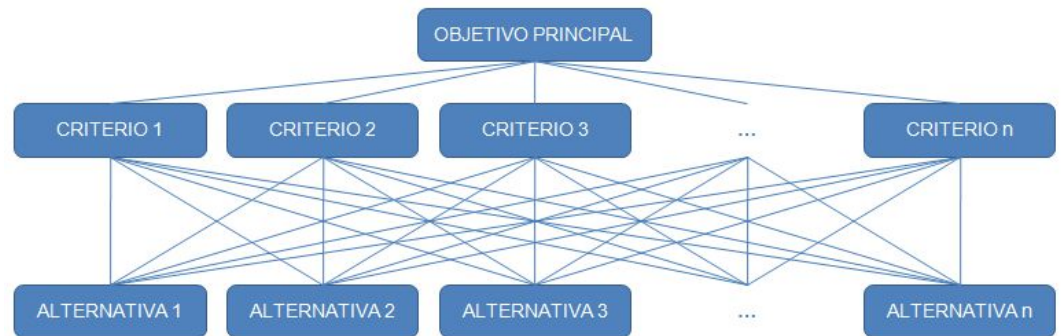 OBJETIVO PRINCIPAL
CRITERIO 1
CRITERIO 2
CRITERIO 3
...
CRITERIO n
ALTERNATIVA 1
ALTERNATIVA 2
ALTERNATIVA 3
...
ALTERNATIVA n